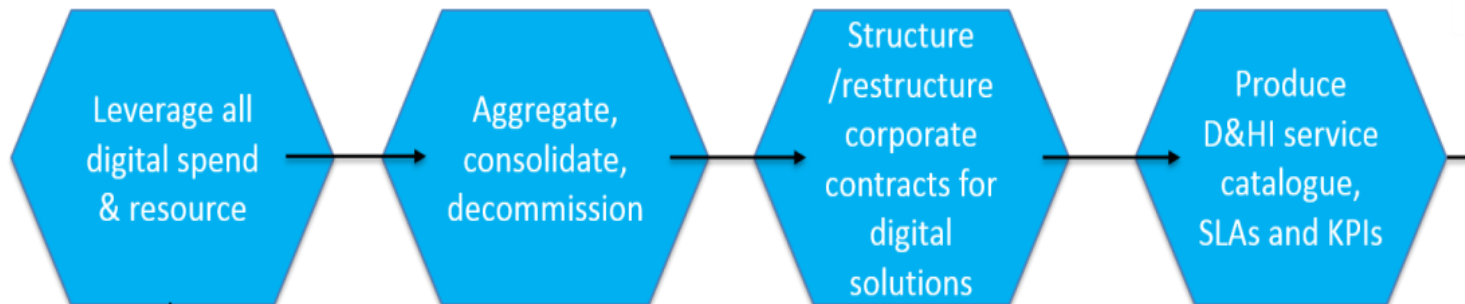 Leverage all
digital spend
& resource
Aggregate,
consolidate,
decommission
Structure
/restructure
corporate
contracts for
digital
solutions
Produce
D&HI service
catalogue,
SLAs and KPIs